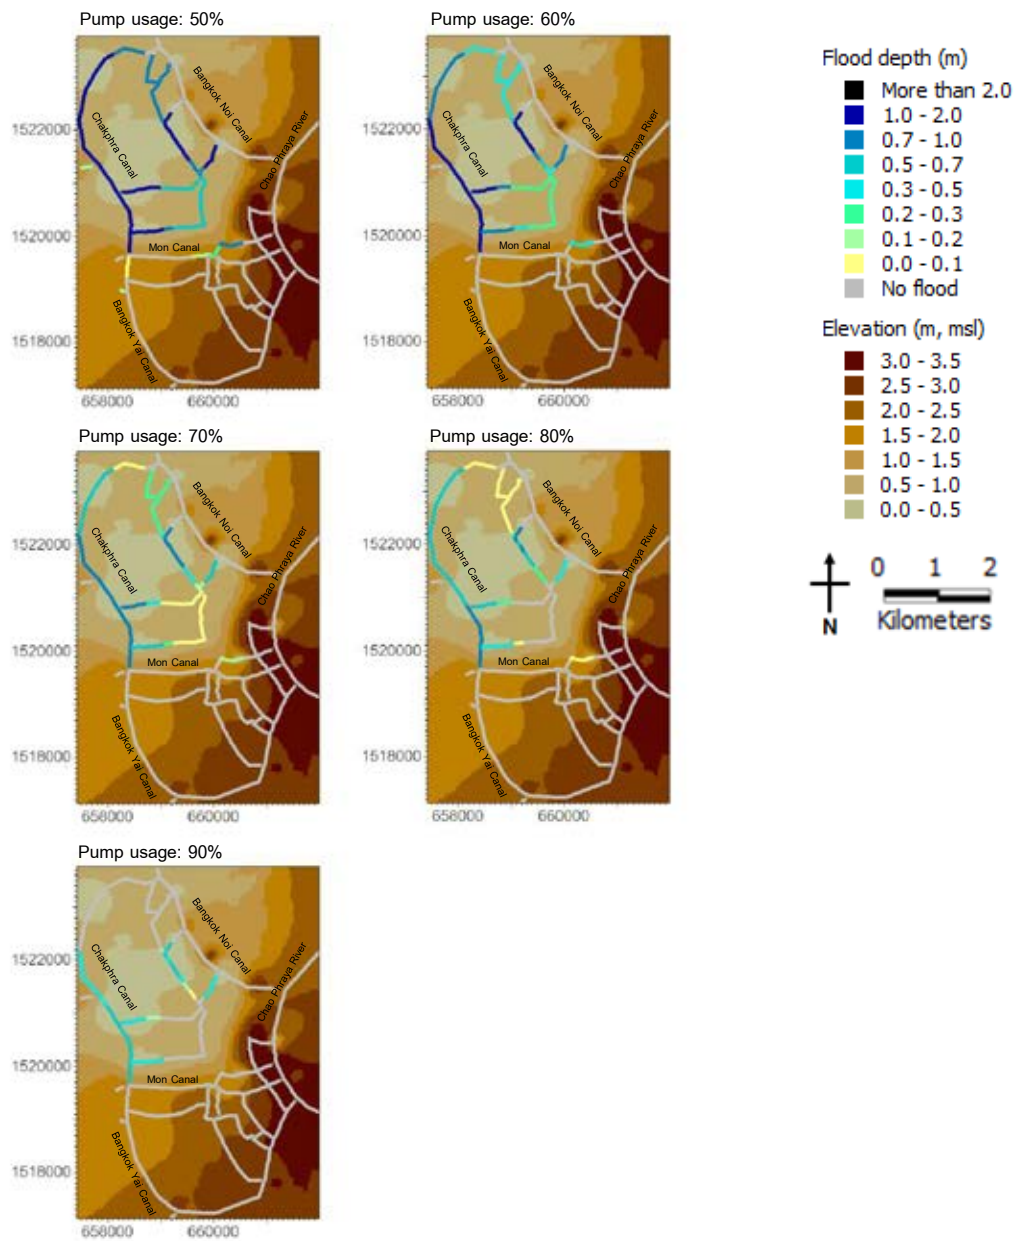 Pump usage: 50%
Bangkok Noi Canal
Chakphra Canal
Chao Phraya River
Mon Canal
Bangkok Yai Canal
1522000
1520000
1518000
658000 660000
Pump usage: 60%
Bangkok Noi Canal
Chakphra Canal
Chao Phraya River
Mon Canal
Bangkok Yai Canal
1522000
1520000
1518000
658000 660000
Flood depth (m)
More than 2.0
1.0 - 2.0
0.7 - 1.0
0.5 - 0.7
0.3 - 0.5
0.2 - 0.3
0.1 - 0.2
0.0 - 0.1
No flood
Elevation (m, msl)
3.0 - 3.5
2.5 - 3.0
2.0 - 2.5
1.5 - 2.0
1.0 - 1.5
0.5 - 1.0
0.0 - 0.5
Pump usage: 70%
Bangkok Noi Canal
Chakphra Canal
Chao Phraya River
Mon Canal
Bangkok Yai Canal
1522000
1520000
1518000
658000 660000
Pump usage: 80%
Bangkok Noi Canal
Chakphra Canal
Chao Phraya River
Mon Canal
Bangkok Yai Canal
1522000
1520000
1518000
658000 660000
0 1 2
Kilometers
N
Pump usage: 90%
Bangkok Noi Canal
Chakphra Canal
Chao Phraya River
Mon Canal
Bangkok Yai Canal
1522000
1520000
1518000
658000 660000